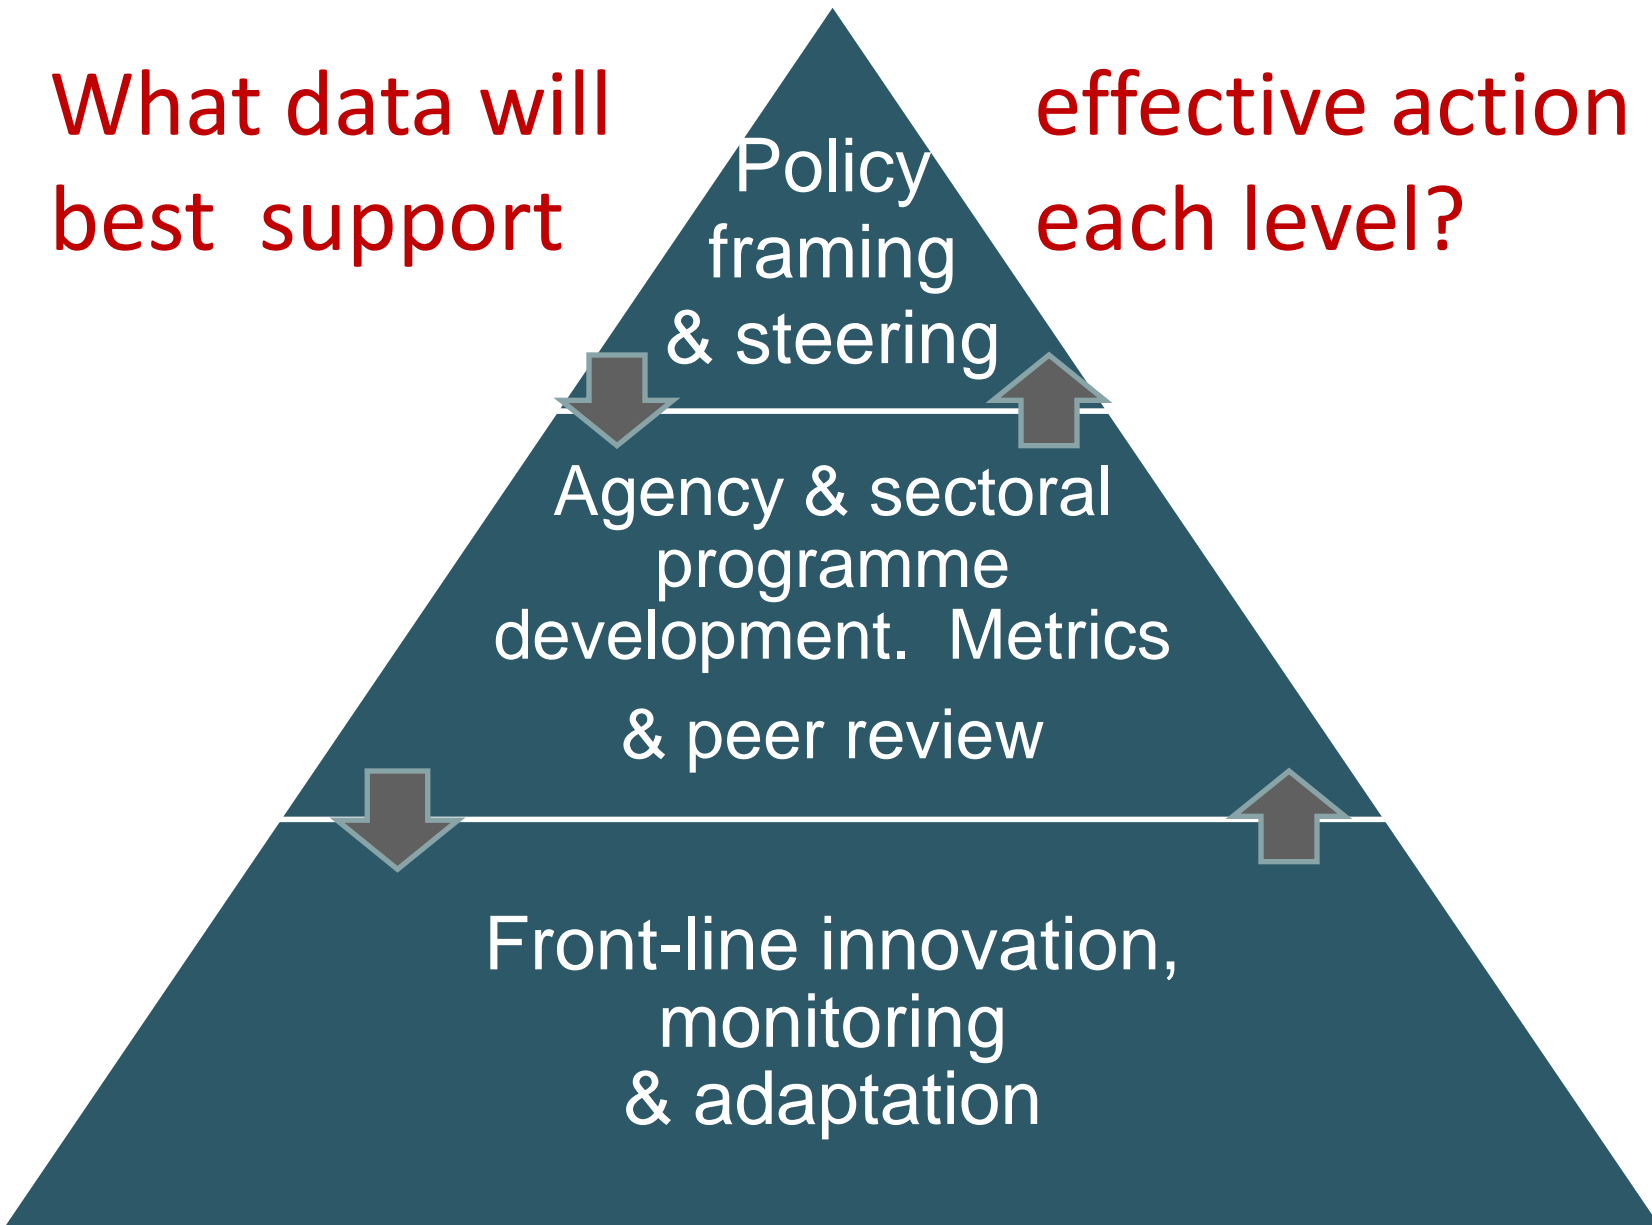 What data will
best  support
effective action
each level?
Policy
framing
& steering
Agency & sectoral
programme
development.  Metrics
& peer review
Front-line innovation,
monitoring
& adaptation